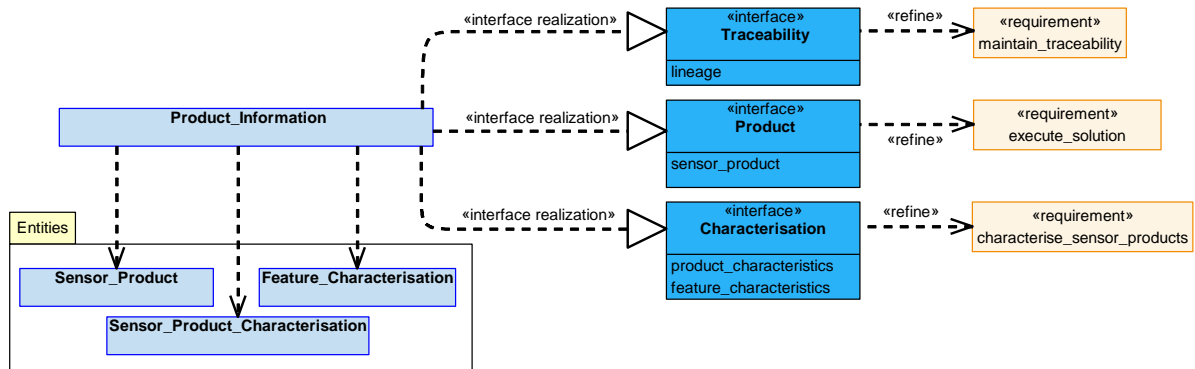 «interface realization»
«interface»
Traceability
lineage
«refine»
«requirement»
maintain_traceability
Product_Information
«interface realization»
«interface»
Product
sensor_product
«refine»
«requirement»
execute_solution
«interface realization»
«interface»
Characterisation
product_characteristics
feature_characteristics
«refine»
«requirement»
characterise_sensor_products
Entities
Sensor_Product
Feature_Characterisation
Sensor_Product_Characterisation